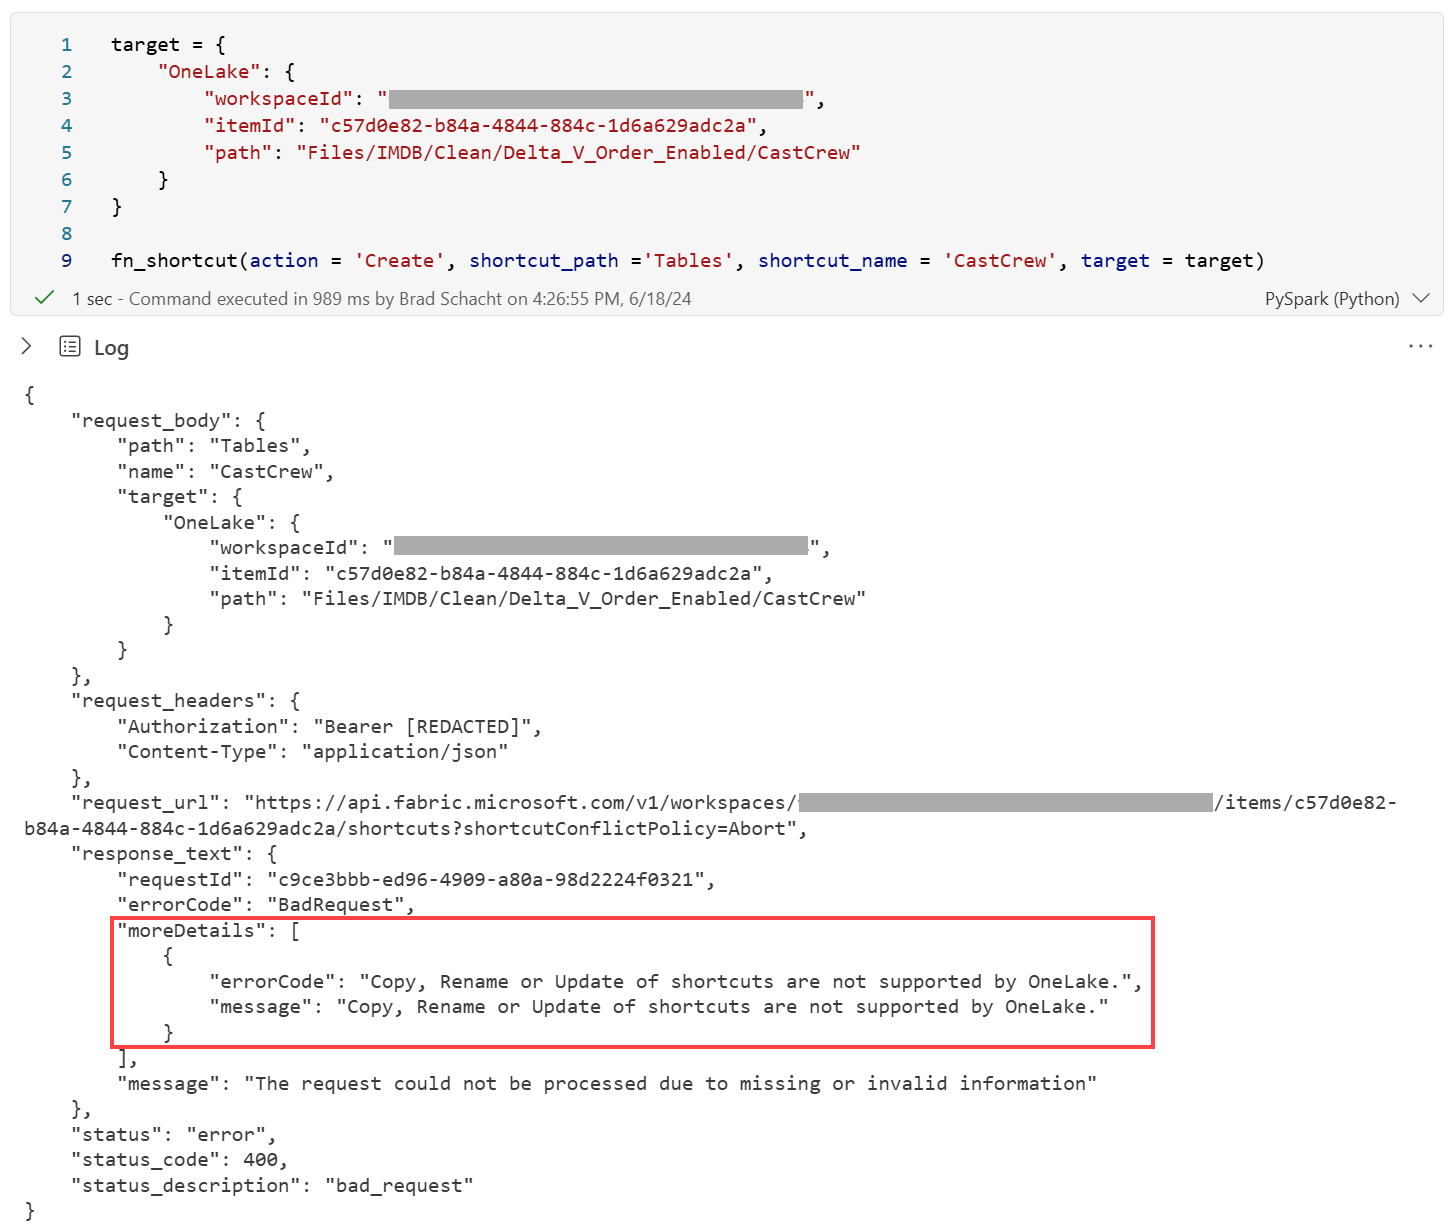 1 target = {
2 "OneLake": {
3 "workspaceId": "",
4 "itemId": "c57d0e82-b84a-4844-884c-1d6a629adc2a",
5 "path": "Files/IMDB/Clean/Delta_V_Order_Enabled/CastCrew"
6 }
7 }
8
9 fn_shortcut(action = 'Create', shortcut_path ='Tables', shortcut_name = 'CastCrew', target = target)
1 sec - Command executed in 989 ms by Brad Schacht on 4:26:55 PM, 6/18/24 PySpark (Python)
Log
{
"request_body": {
"path": "Tables",
"name": "CastCrew",
"target": {
"OneLake": {
"workspaceId": "",
"itemId": "c57d0e82-b84a-4844-884c-1d6a629adc2a",
"path": "Files/IMDB/Clean/Delta_V_Order_Enabled/CastCrew"
}
}
},
"request_headers": {
"Authorization": "Bearer [REDACTED]",
"Content-Type": "application/json"
},
"request_url": "https://api.fabric.microsoft.com/v1/workspaces/ /items/c57d0e82-
b84a-4844-884c-1d6a629adc2a/shortcuts?shortcutConflictPolicy=Abort",
"response_text": {
"requestId": "c9ce3bbb-ed96-4909-a80a-98d2224f0321",
"errorCode": "BadRequest",
"moreDetails": [
{
"errorCode": "Copy, Rename or Update of shortcuts are not supported by OneLake.",
"message": "Copy, Rename or Update of shortcuts are not supported by OneLake."
}
],
"message": "The request could not be processed due to missing or invalid information"
},
"status": "error",
"status_code": 400,
"status_description": "bad_request"
}